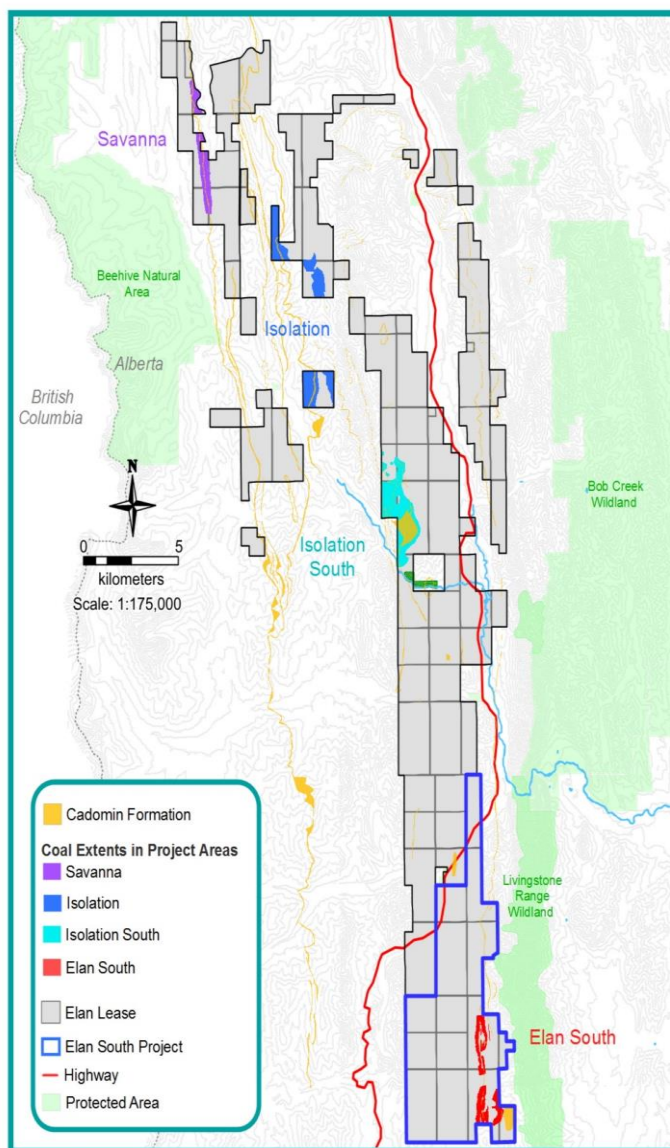 Savanna
Beehive Natural
Area
Isolation
Alberta
British
Columbia
Bob Creek
Wildland
N
0 5
kilometers
Scale: 1:175,000
Isolation
South
Livingstone
Range
Wildland
Elan South
Cadomin Formation
Coal Extents in Project Areas
Savanna
Isolation
Isolation South
Elan South
Elan Lease
Elan South Project
Highway
Protected Area